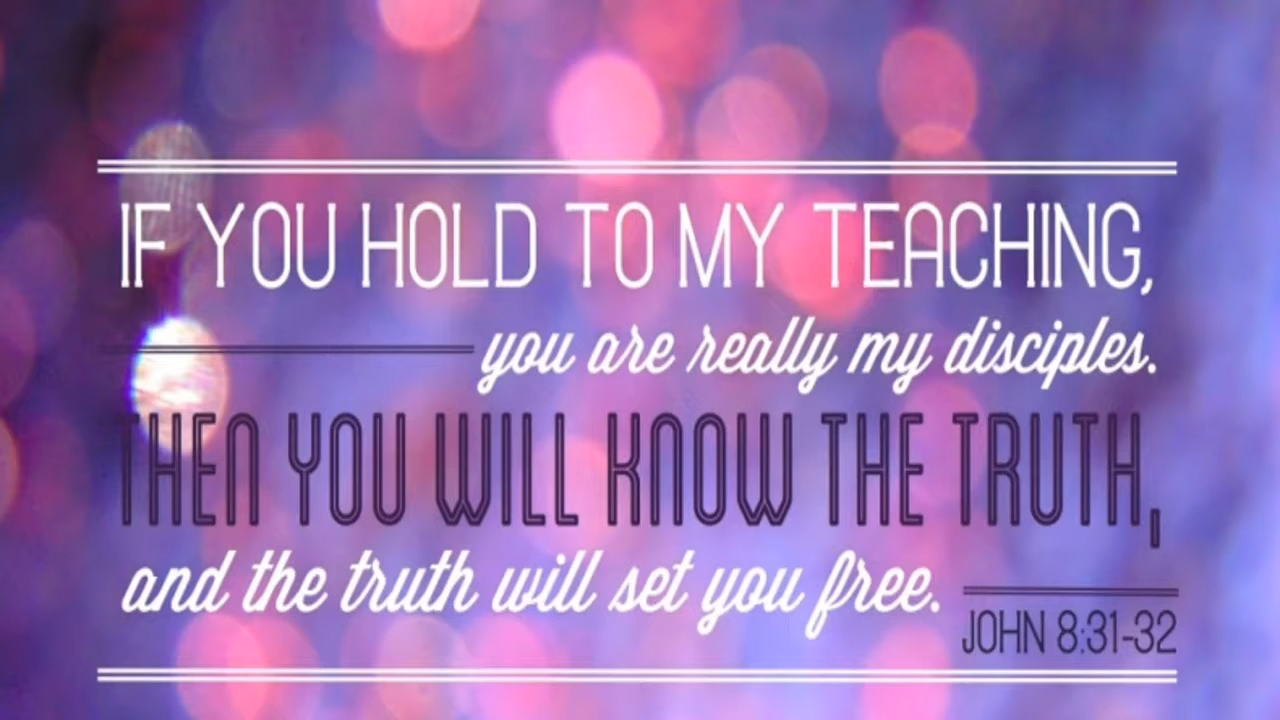 IF YOU HOLD TO MY TEACHING,
you are really my disciples.
THEN YOU WILL KNOW THE TRUTH,
and the truth will set you free.
JOHN 8:31-32